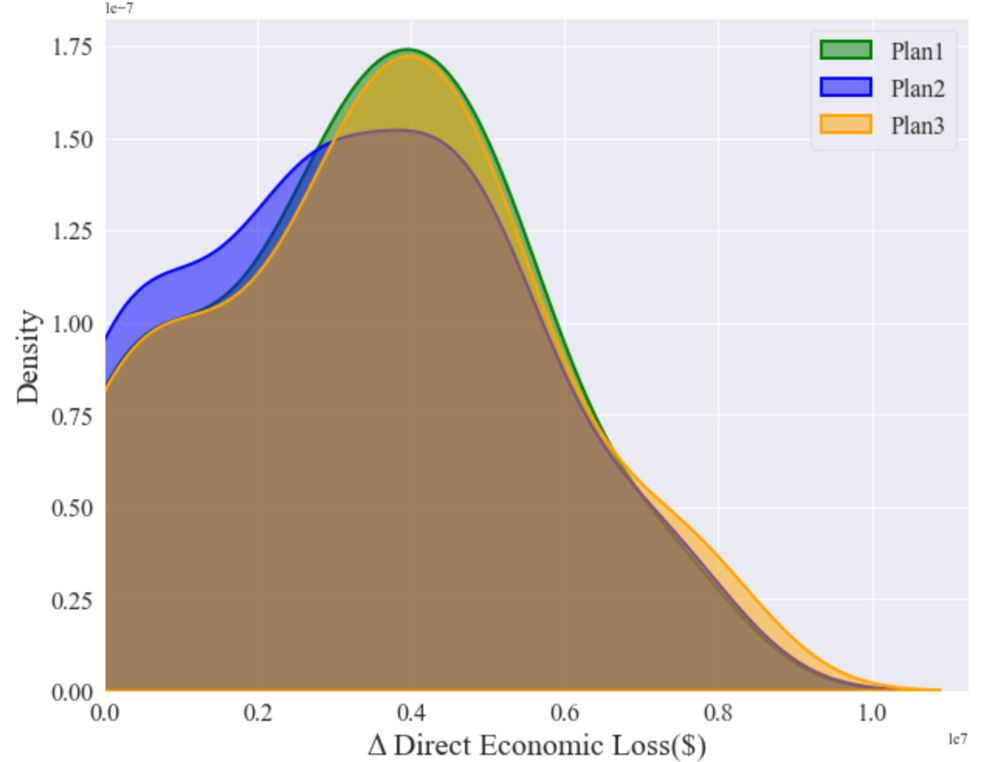 1e−7
1.75
1.50
1.25
1.00
0.75
0.50
0.25
0.00
Density
Plan1
Plan2
Plan3
0.0 0.2 0.4 0.6 0.8 1.0
1e7
Δ Direct Economic Loss($)